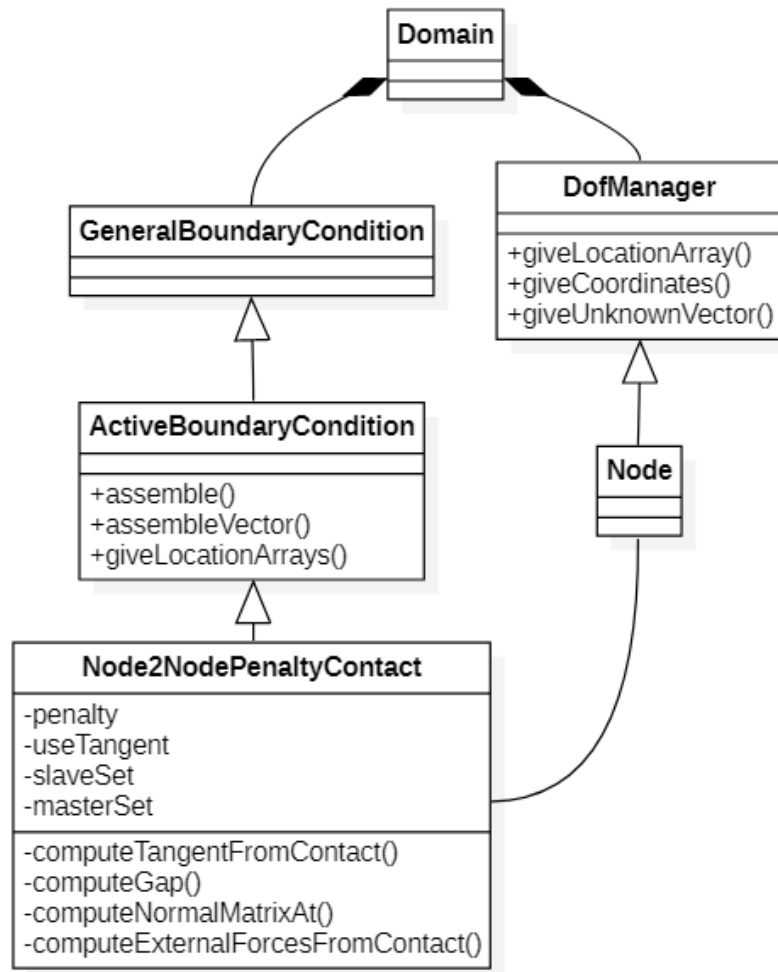 Domain
GeneralBoundaryCondition
DofManager
+giveLocationArray()
+giveCoordinates()
+giveUnknownVector()
ActiveBoundaryCondition
+assemble()
+assembleVector()
+giveLocationArrays()
Node
Node2NodePenaltyContact
-penalty
-useTangent
-slaveSet
-masterSet
-computeTangentFromContact()
-computeGap()
-computeNormalMatrixAt()
-computeExternalForcesFromContact()